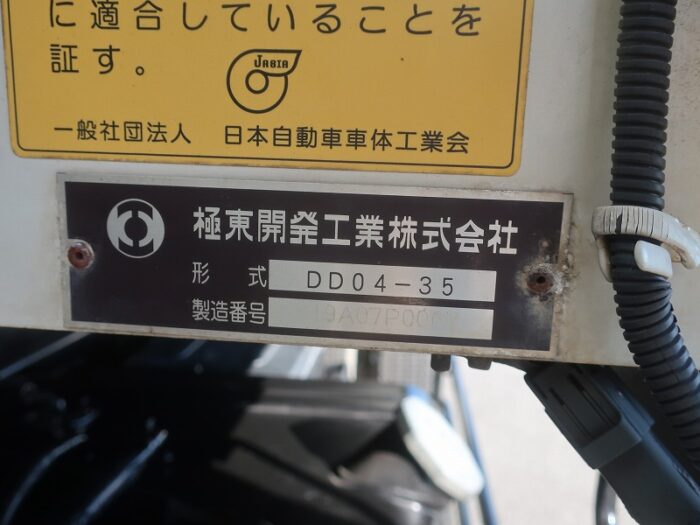 に適合していることを
証す。
JABIA
一般社団法人 日本自動車車体工業会
極東開発工業株式会社
形式 DD04-35
製造番号